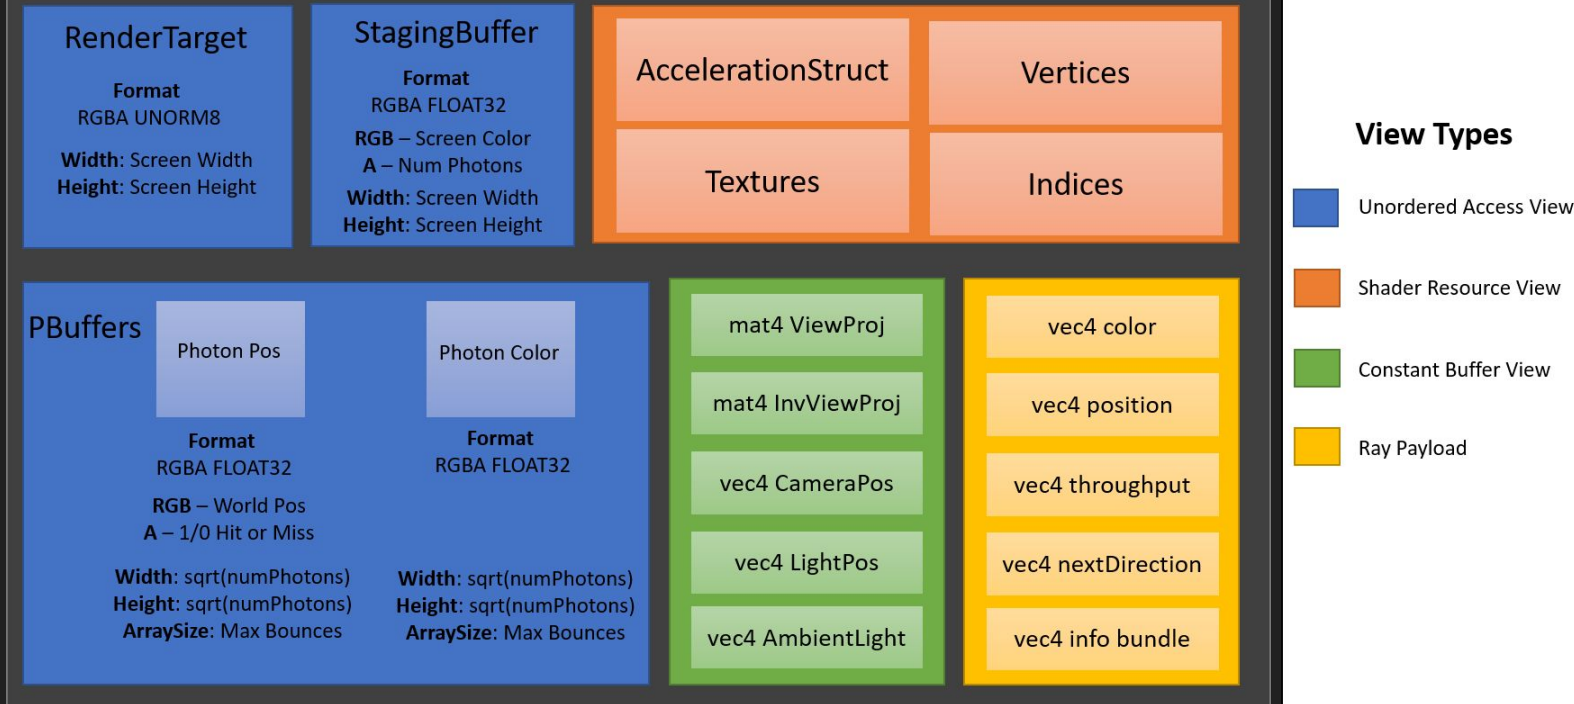 RenderTarget
Format
RGBA UNORM8
Width: Screen Width
Height: Screen Height
StagingBuffer
Format
RGBA FLOAT32
RGB – Screen Color
A – Num Photons
Width: Screen Width
Height: Screen Height
AccelerationStruct
Vertices
Textures
Indices
PBuffers
Photon Pos
Format
RGBA FLOAT32
RGB – World Pos
A – 1/0 Hit or Miss
Width: sqrt(numPhotons)
Height: sqrt(numPhotons)
ArraySize: Max Bounces
Photon Color
Format
RGBA FLOAT32
Width: sqrt(numPhotons)
Height: sqrt(numPhotons)
ArraySize: Max Bounces
mat4 ViewProj
mat4 InvViewProj
vec4 CameraPos
vec4 LightPos
vec4 AmbientLight
vec4 color
vec4 position
vec4 throughput
vec4 nextDirection
vec4 info bundle
View Types
Unordered Access View
Shader Resource View
Constant Buffer View
Ray Payload